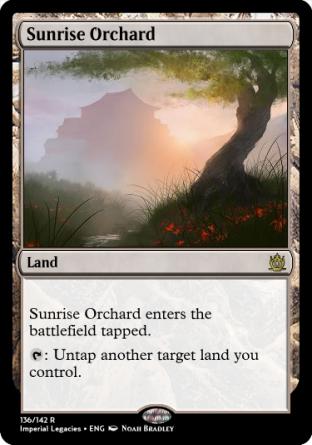 Sunrise Orchard
Land
Sunrise Orchard enters the
battlefield tapped.
: Untap another target land you
control.
136/142 R
Imperial Legacies • ENG Noah Bradley